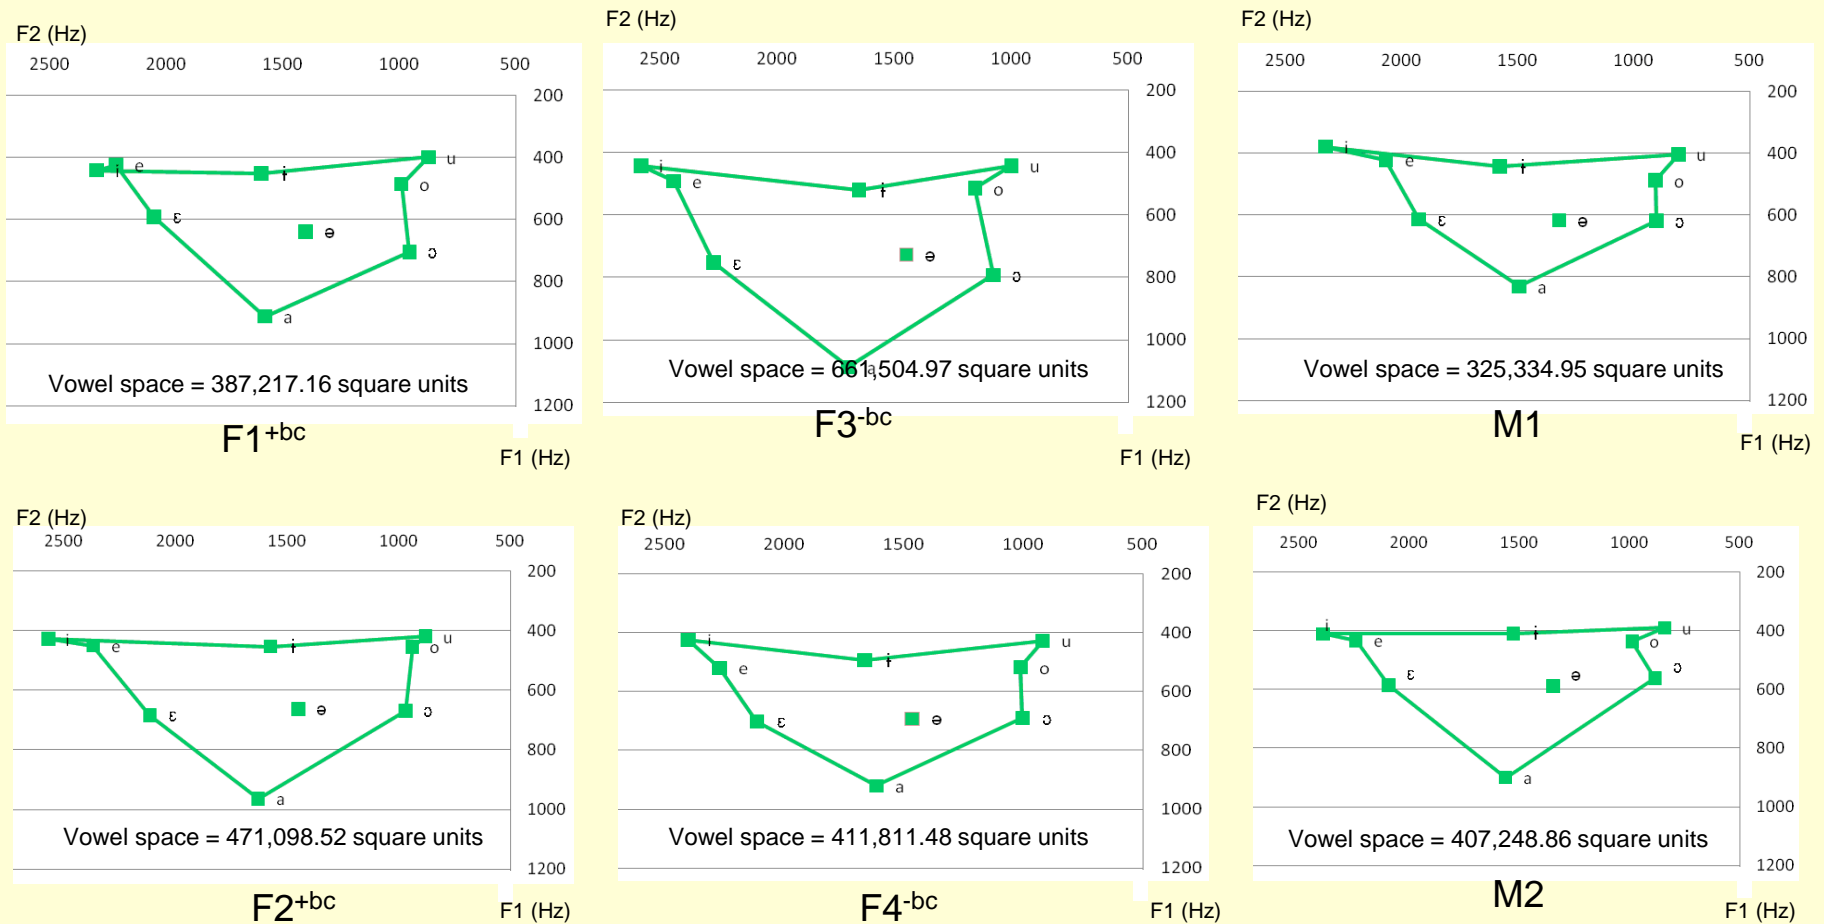 F2 (Hz)
2500 2000 1500 1000 500
200
400
600
800
1000
1200
i
e
ɨ
u
o
ɛ
ə
ɔ
a
Vowel space = 387,217.16 square units
F1+bc
F1 (Hz)
F2 (Hz)
2500 2000 1500 1000 500
200
400
600
800
1000
1200
i
e
ɨ
u
o
ɛ
ə
ɔ
a
Vowel space = 661,504.97 square units
F3-bc
F1 (Hz)
F2 (Hz)
2500 2000 1500 1000 500
200
400
600
800
1000
1200
i
e
ɨ
u
o
ɛ
ə
ɔ
a
Vowel space = 325,334.95 square units
M1
F1 (Hz)
F2 (Hz)
2500 2000 1500 1000 500
200
400
600
800
1000
1200
i
e
ɨ
u
o
ɛ
ə
ɔ
a
Vowel space = 471,098.52 square units
F2+bc
F1 (Hz)
F2 (Hz)
2500 2000 1500 1000 500
200
400
600
800
1000
1200
i
e
ɨ
u
o
ɛ
ə
ɔ
a
Vowel space = 411,811.48 square units
F4-bc
F1 (Hz)
F2 (Hz)
2500 2000 1500 1000 500
200
400
600
800
1000
1200
i
e
ɨ
u
o
ɛ
ə
ɔ
a
Vowel space = 407,248.86 square units
M2
F1 (Hz)